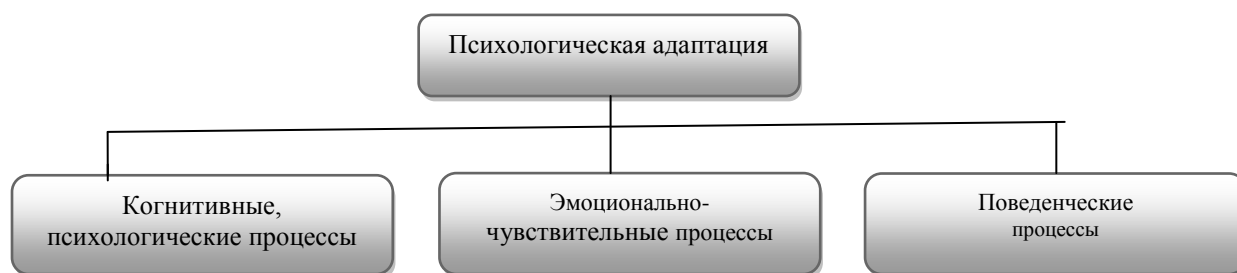 Психологическая адаптация
Когнитивные,
психологические процессы
Эмоционально-
чувствительные процессы
Поведенческие
процессы